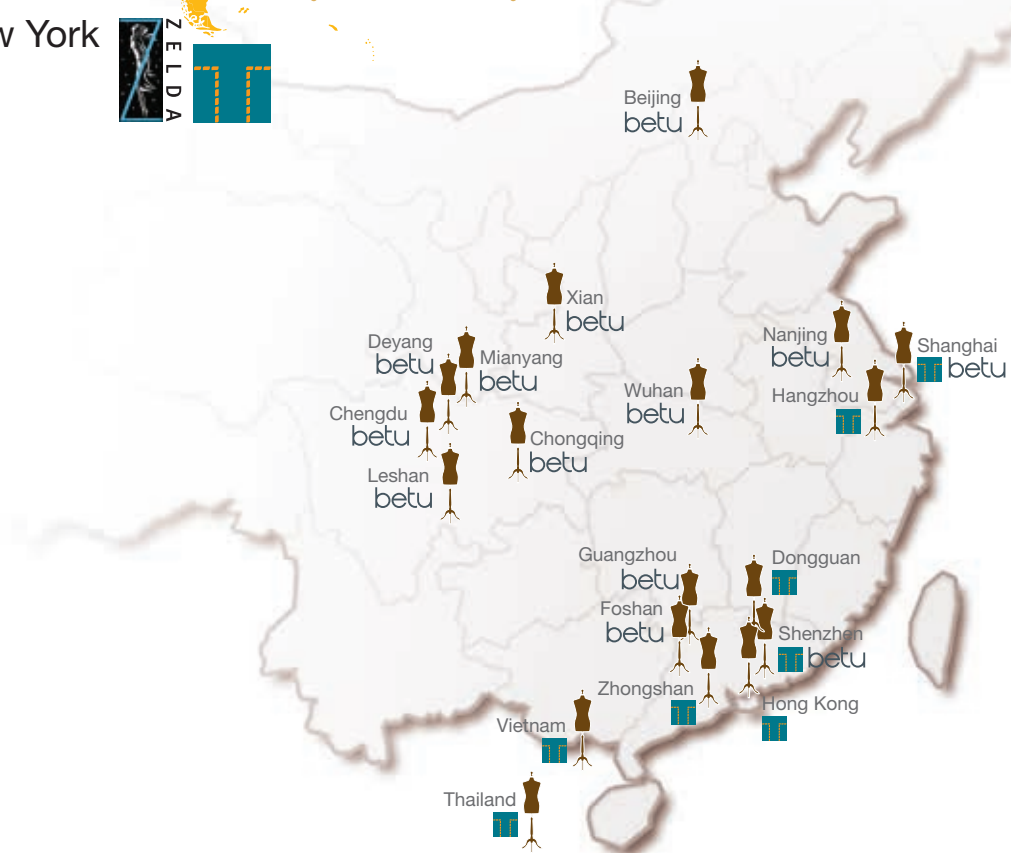 w York
ZELDA
Beijing
betu
Xian
betu
Deyang
betu
Mianyang
betu
Nanjing
betu
Shanghai
betu
Wuhan
betu
Hangzhou
Chengdu
betu
Chongqing
betu
Leshan
betu
Guangzhou
betu
Dongguan
Foshan
betu
Shenzhen
betu
Zhongshan
Hong Kong
Vietnam
Thailand